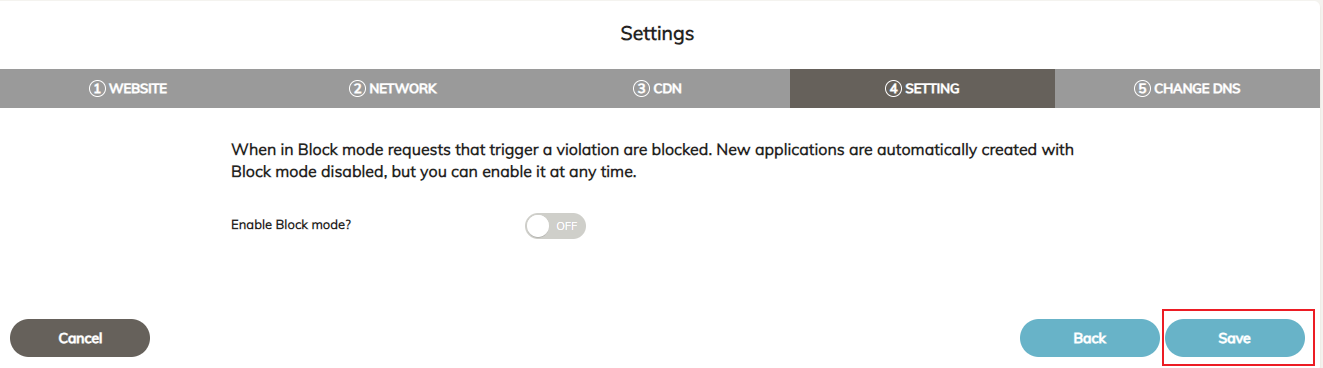 Settings
1 WEBSITE
2 NETWORK
3 CDN
4 SETTING
5 CHANGE DNS
When in Block mode requests that trigger a violation are blocked. New applications are automatically created with
Block mode disabled, but you can enable it at any time.
Enable Block mode?
OFF
Cancel
Back
Save